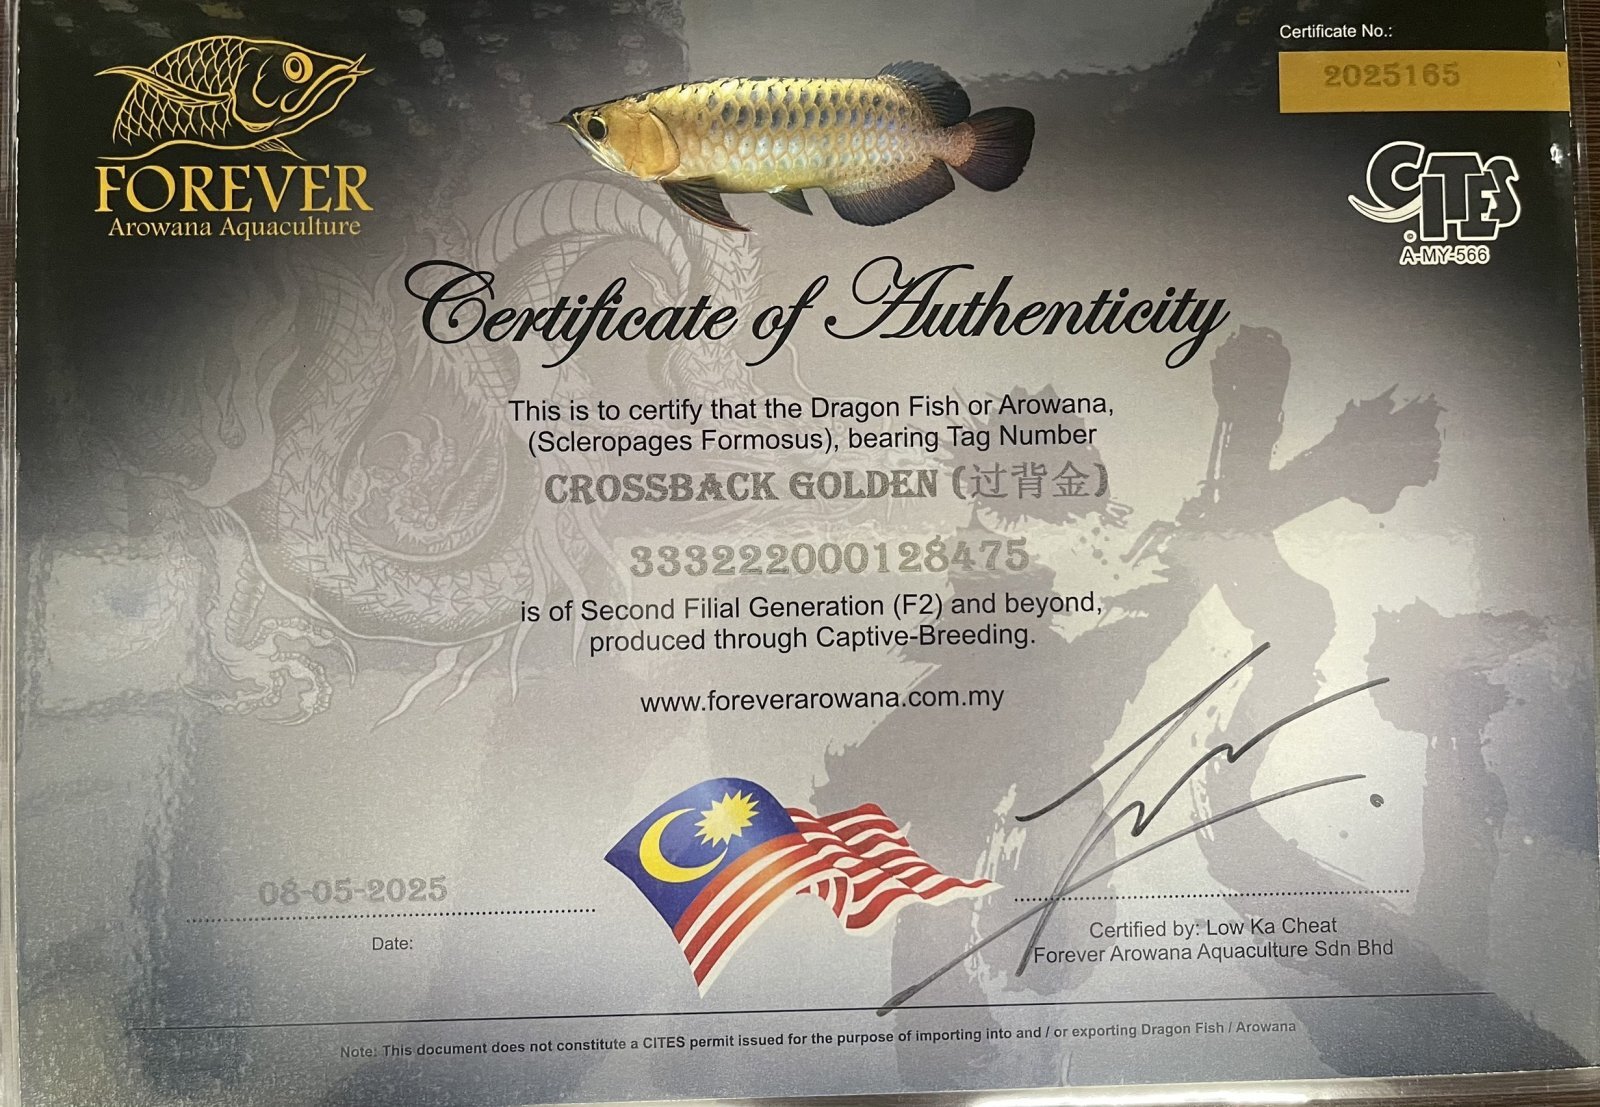 FOREVER
Arowana Aquaculture
Certificate No.:
2025165
CITES
A-MY-566
Certificate of Authenticity
This is to certify that the Dragon Fish or Arowana,
(Scleropages Formosus), bearing Tag Number
CROSSBACK GOLDEN (过背金)
333222000128475
is of Second Filial Generation (F2) and beyond,
produced through Captive-Breeding.
www.foreverarowana.com.my
08-05-2025
Date:
Certified by: Low Ka Cheat
Forever Arowana Aquaculture Sdn Bhd
Note: This document does not constitute a CITES permit issued for the purpose of importing into and / or exporting Dragon Fish / Arowana